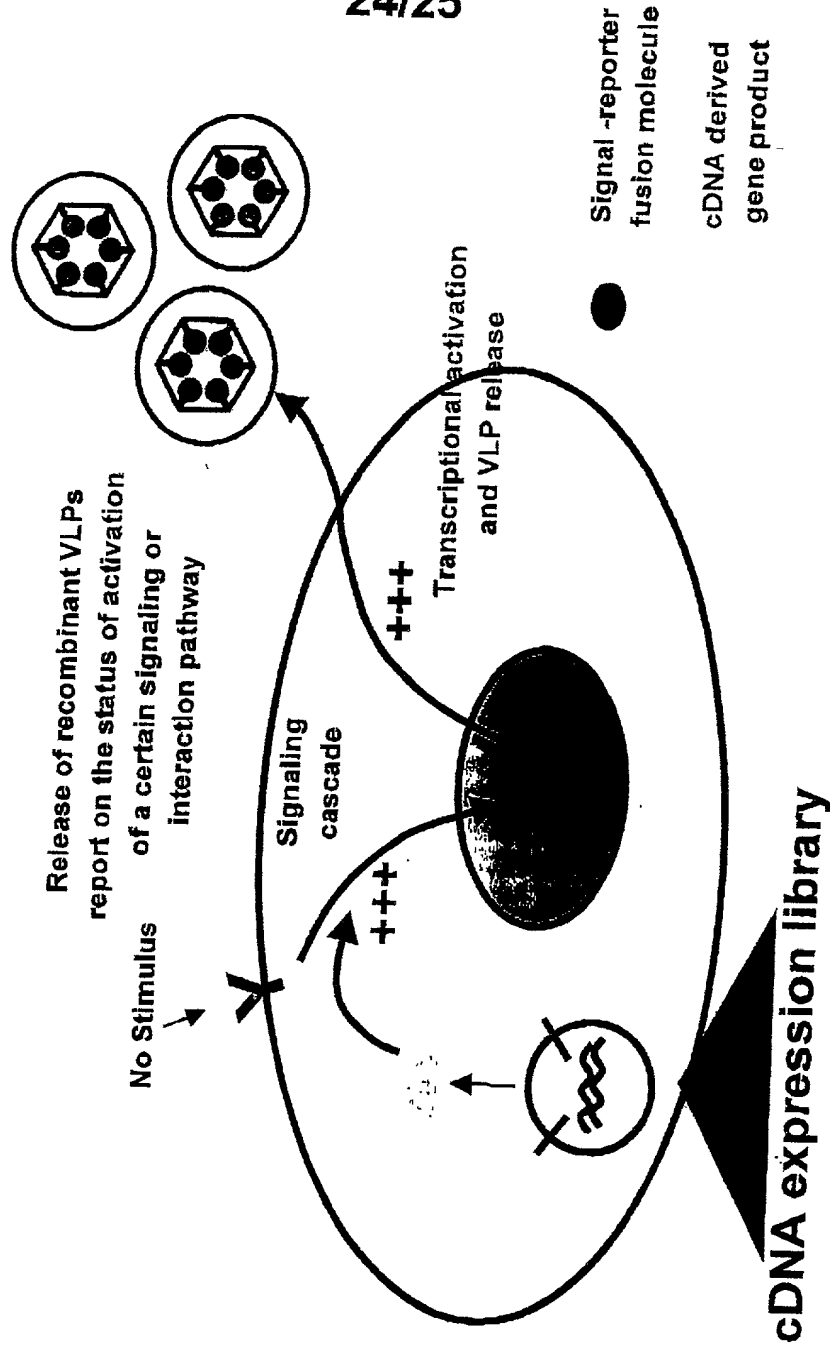 24/25
Release of recombinant VLPs
report on the status of activation
of a certain signaling or
interaction pathway
No Stimulus
Signaling
cascade
+++
+++
Transcriptional activation
and VLP release
Signal -reporter
fusion molecule
cDNA derived
gene product
cDNA expression library